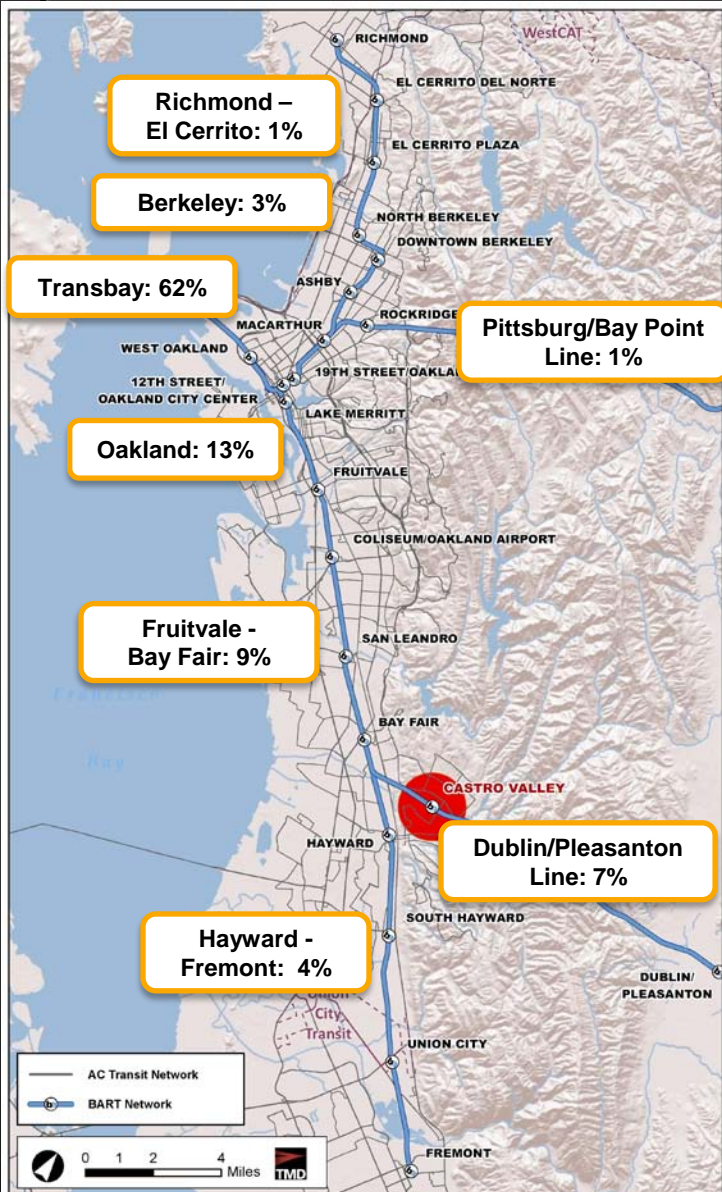 RICHMOND
WestCAT
EL CERRITO DEL NORTE
Richmond –
El Cerrito: 1%
EL CERRITO PLAZA
Berkeley: 3%
NORTH BERKELEY
DOWNTOWN BERKELEY
Transbay: 62%
ASHBY
ROCKRIDGE
MACARTHUR
Pittsburg/Bay Point
Line: 1%
WEST OAKLAND
19TH STREET/OAKL
12TH STREET/
OAKLAND CITY CENTER
LAKE MERRITT
Oakland: 13%
FRUITVALE
COLISEUM/OAKLAND AIRPORT
Fruitvale -
Bay Fair: 9%
SAN LEANDRO
Francisco
Bay
BAY FAIR
CASTRO VALLEY
HAYWARD
Dublin/Pleasanton
Line: 7%
SOUTH HAYWARD
Hayward -
Fremont: 4%
DUBLIN/
PLEASANTON
Union
City
Transit
UNION CITY
AC Transit Network
BART Network
FREMONT
0 1 2 4
Miles
TMD